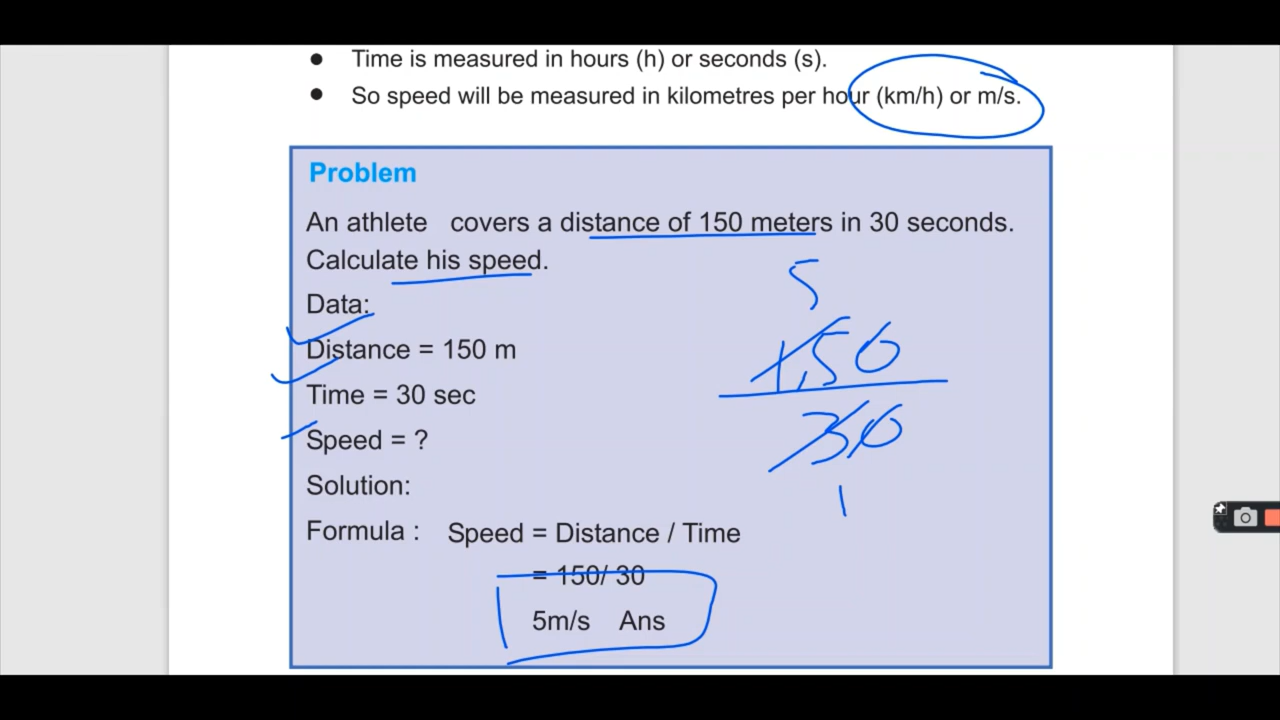 ● Time is measured in hours (h) or seconds (s).
● So speed will be measured in kilometres per hour (km/h) or m/s.
Problem
An athlete covers a distance of 150 meters in 30 seconds.
Calculate his speed.
Data:
Distance = 150 m
Time = 30 sec
Speed = ?
Solution:
Formula : Speed = Distance / Time
= 150/ 30
5m/s Ans
5
150
30
1